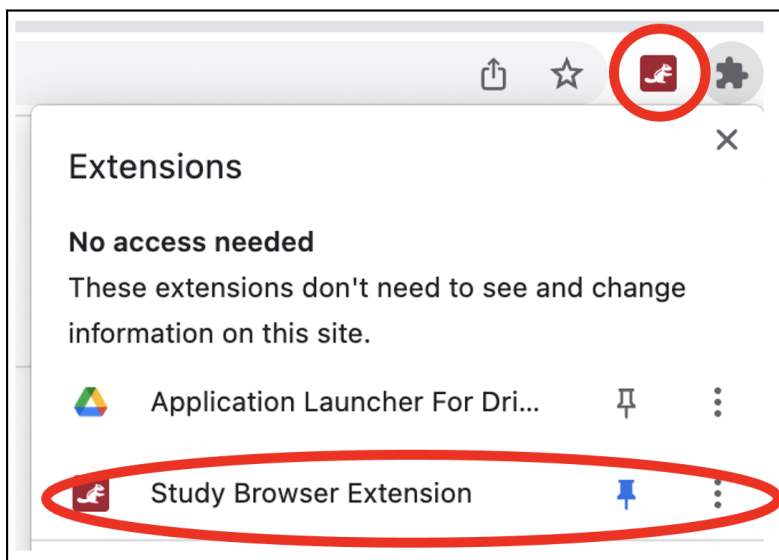 Extensions
No access needed
These extensions don't need to see and change
information on this site.
Application Launcher For Dri...
Study Browser Extension